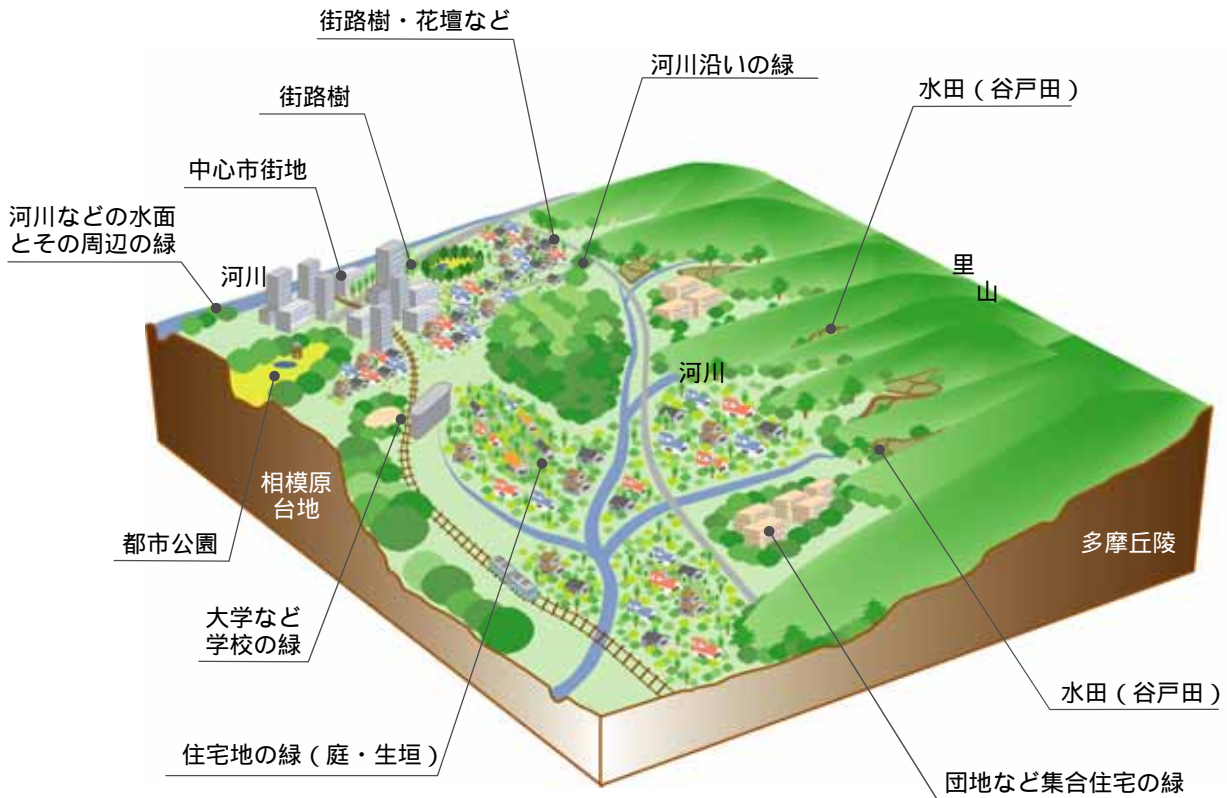 街路樹・花壇など
河川沿いの緑
水田（谷戸田）
街路樹
中心市街地
河川などの水面
とその周辺の緑
河川
里
山
河川
相模原
台地
都市公園
多摩丘陵
大学など
学校の緑
水田（谷戸田）
住宅地の緑（庭・生垣）
団地など集合住宅の緑